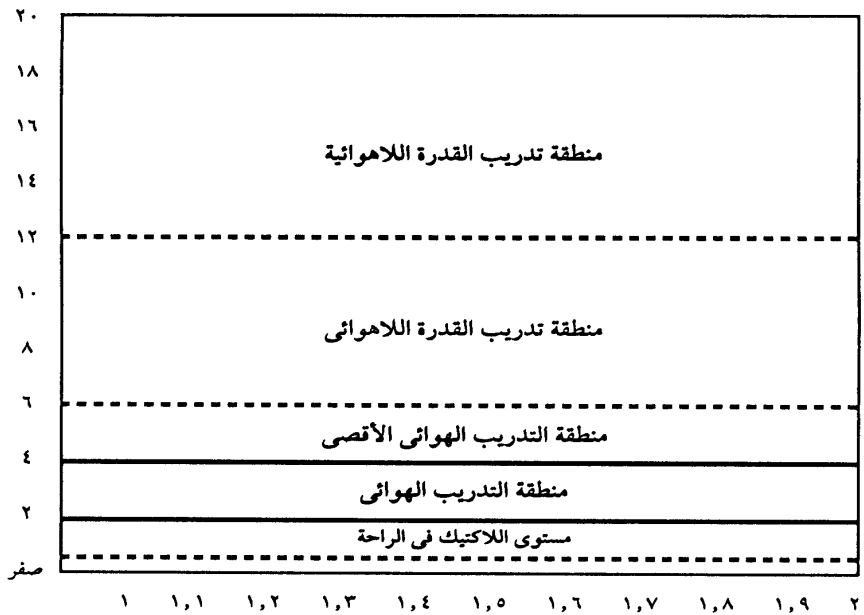 ٢٠
١٨
١٦
منطقة تدريب القدرة اللاهوائية
١٤
١٢
١٠
منطقة تدريب القدرة اللاهوائى
٨
٦
منطقة التدريب الهوائى الأقصى
٤
منطقة التدريب الهوائى
٢
مستوى اللاكتيك فى الراحة
صفر
١ ١,١ ١,٢ ١,٣ ١,٤ ١,٥ ١,٦ ١,٧ ١,٨ ١,٩ ٢